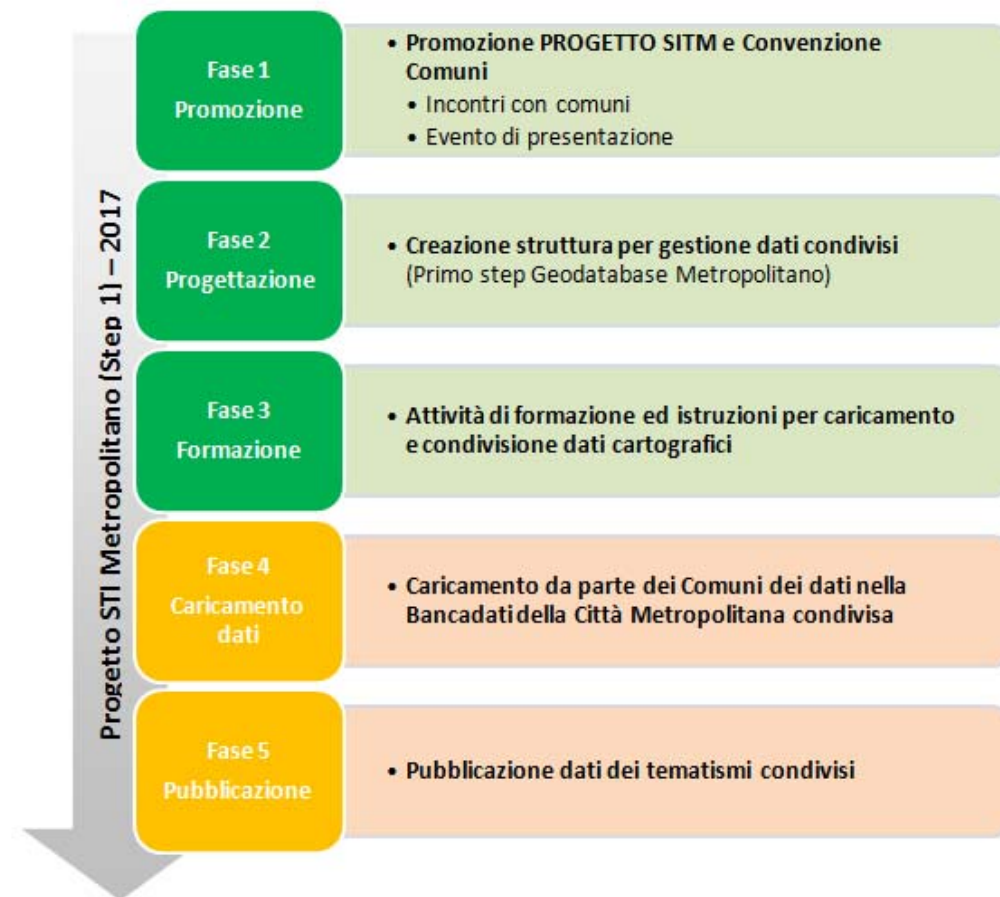 Progetto STI Metropolitano (Step 1) – 2017
Fase 1
Promozione
• Promozione PROGETTO SITM e Convenzione
Comuni
• Incontri con comuni
• Evento di presentazione
Fase 2
Progettazione
• Creazione struttura per gestione dati condivisi
(Primo step Geodatabase Metropolitano)
Fase 3
Formazione
• Attività di formazione ed istruzioni per caricamento
e condivisione dati cartografici
Fase 4
Caricamento
dati
• Caricamento da parte dei Comuni dei dati nella
Bancadati della Città Metropolitana condivisa
Fase 5
Pubblicazione
• Pubblicazione dati dei tematismi condivisi